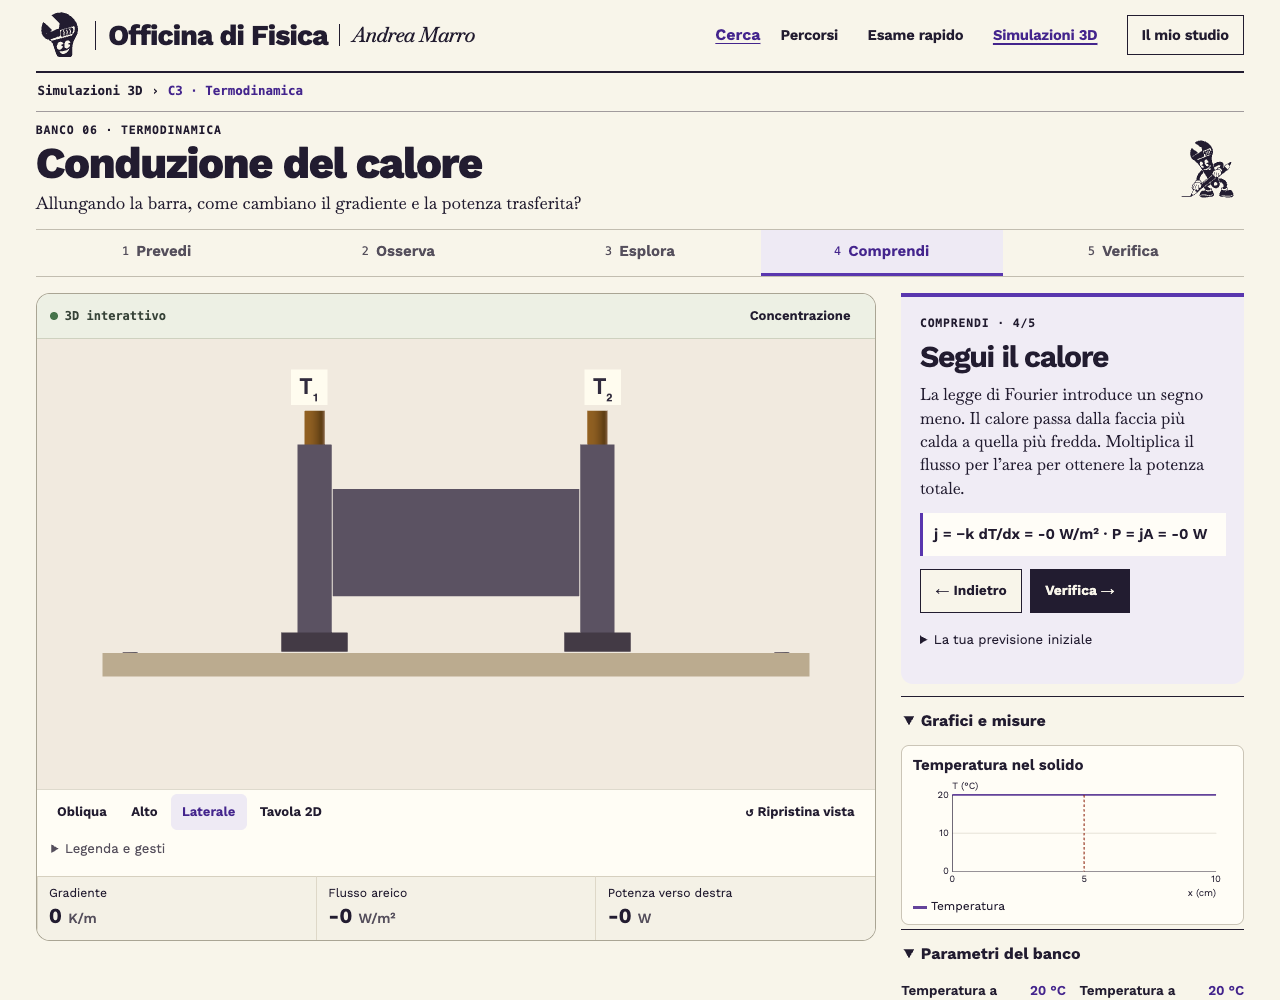 Officina di Fisica
Andrea Marro
Cerca
Percorsi
Esame rapido
Simulazioni 3D
Il mio studio
Simulazioni 3D › C3 · Termodinamica
BANCO 06 · TERMODINAMICA
Conduzione del calore
Allungando la barra, come cambiano il gradiente e la potenza trasferita?
1 Prevedi
2 Osserva
3 Esplora
4 Comprendi
5 Verifica
3D interattivo
Concentrazione
T1
T2
Obliqua
Alto
Laterale
Tavola 2D
↺ Ripristina vista
▶ Legenda e gesti
Gradiente
0 K/m
Flusso areico
-0 W/m²
Potenza verso destra
-0 W
COMPRENDI · 4/5
Segui il calore
La legge di Fourier introduce un segno
meno. Il calore passa dalla faccia più
calda a quella più fredda. Moltiplica il
flusso per l’area per ottenere la potenza
totale.
j = −k dT/dx = -0 W/m² · P = jA = -0 W
← Indietro
Verifica →
▶ La tua previsione iniziale
▼ Grafici e misure
Temperatura nel solido
T (°C)
20
10
0
0
5
10
x (cm)
Temperatura
▼ Parametri del banco
Temperatura a 20 °C
Temperatura a 20 °C